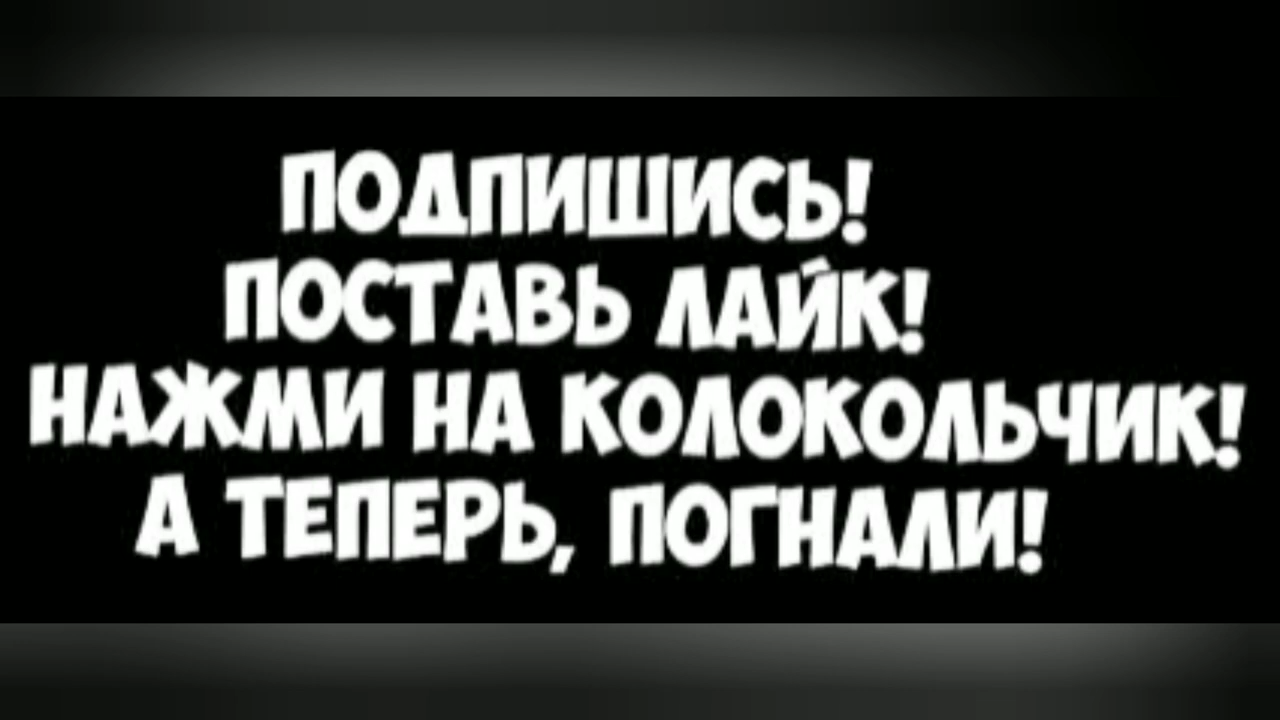 ПОДПИШИСЬ!
ПОСТАВЬ ЛАЙК!
НАЖМИ НА КОЛОКОЛЬЧИК!
А ТЕПЕРЬ, ПОГНАЛИ!